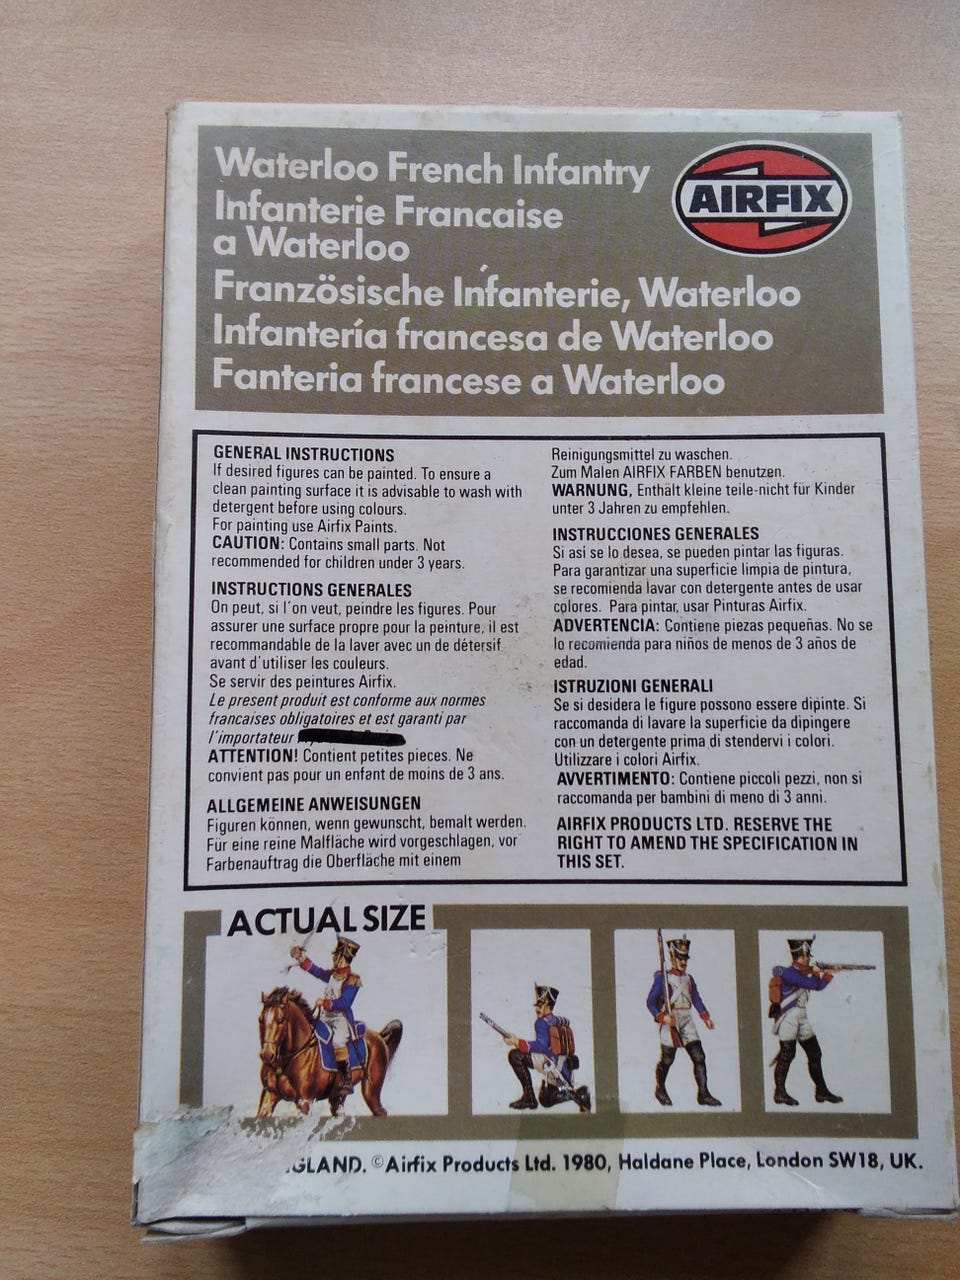 Waterloo French Infantry
Infanterie Francaise
a Waterloo
Französische Infanterie, Waterloo
Infantería francesa de Waterloo
Fanteria francese a Waterloo
AIRFIX
GENERAL INSTRUCTIONS
If desired figures can be painted. To ensure a
clean painting surface it is advisable to wash with
detergent before using colours.
For painting use Airfix Paints.
CAUTION: Contains small parts. Not
recommended for children under 3 years.
INSTRUCTIONS GENERALES
On peut, si l'on veut, peindre les figures. Pour
assurer une surface propre pour la peinture, il est
recommandable de la laver avec un de détersif
avant d'utiliser les couleurs.
Se servir des peintures Airfix.
Le present produit est conforme aux normes
francaises obligatoires et est garanti par
l'importateur
ATTENTION! Contient petites pieces. Ne
convient pas pour un enfant de moins de 3 ans.
ALLGEMEINE ANWEISUNGEN
Figuren können, wenn gewunscht, bemalt werden.
Für eine reine Malfläche wird vorgeschlagen, vor
Farbenauftrag die Oberfläche mit einem
Reinigungsmittel zu waschen.
Zum Malen AIRFIX FARBEN benutzen.
WARNUNG, Enthält kleine teile-nicht für Kinder
unter 3 Jahren zu empfehlen.
INSTRUCCIONES GENERALES
Si asi se lo desea, se pueden pintar las figuras.
Para garantizar una superficie limpia de pintura,
se recomienda lavar con detergente antes de usar
colores. Para pintar, usar Pinturas Airfix.
ADVERTENCIA: Contiene piezas pequeñas. No se
lo recomienda para niños de menos de 3 años de
edad.
ISTRUZIONI GENERALI
Se si desidera le figure possono essere dipinte. Si
raccomanda di lavare la superficie da dipingere
con un detergente prima di stendervi i colori.
Utilizzare i colori Airfix.
AVVERTIMENTO: Contiene piccoli pezzi, non si
raccomanda per bambini di meno di 3 anni.
AIRFIX PRODUCTS LTD. RESERVE THE
RIGHT TO AMEND THE SPECIFICATION IN
THIS SET.
ACTUAL SIZE
GLAND. ©Airfix Products Ltd. 1980, Haldane Place, London SW18, UK.